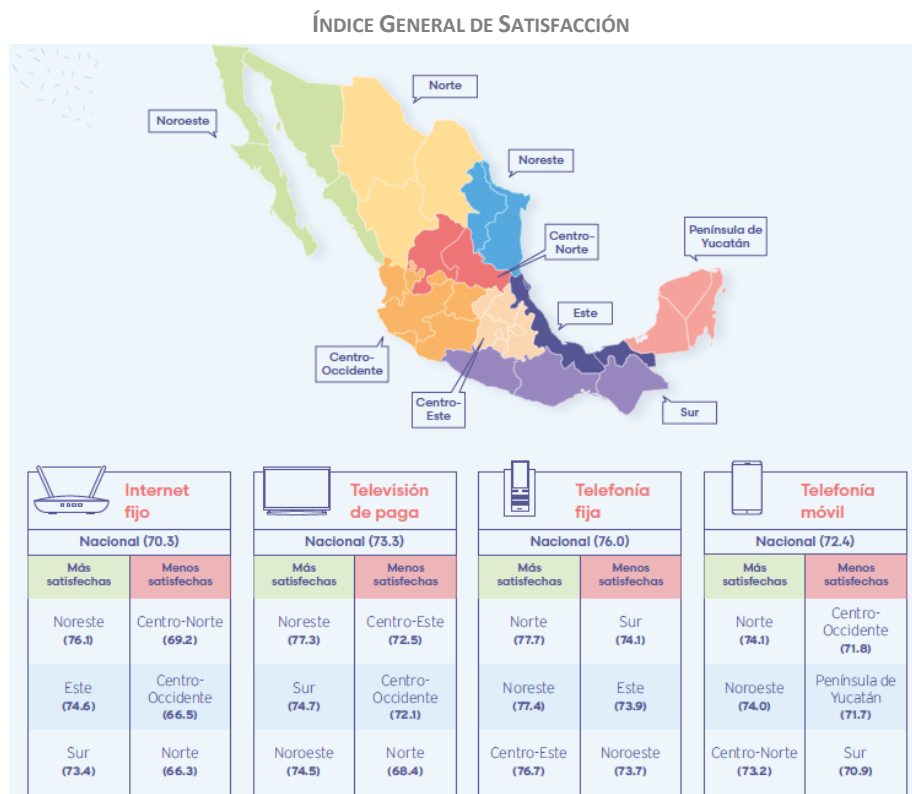 ÍNDICE GENERAL DE SATISFACCIÓN
Norte
Noroeste
Noreste
Península de
Yucatán
Centro-
Norte
Este
Centro-
Occidente
Centro-
Este
Sur
Internet
fijo
Nacional (70.3)
Más
satisfechas
Menos
satisfechas
Noreste
(76.1)
Centro-Norte
(69.2)
Este
(74.6)
Centro-
Occidente
(66.5)
Sur
(73.4)
Norte
(66.3)
Televisión
de paga
Nacional (73.3)
Más
satisfechas
Menos
satisfechas
Noreste
(77.3)
Centro-Este
(72.5)
Sur
(74.7)
Centro-
Occidente
(72.1)
Noroeste
(74.5)
Norte
(68.4)
Telefonía
fija
Nacional (76.0)
Más
satisfechas
Menos
satisfechas
Norte
(77.7)
Sur
(74.1)
Noreste
(77.4)
Este
(73.9)
Centro-Este
(76.7)
Noroeste
(73.7)
Telefonía
móvil
Nacional (72.4)
Más
satisfechas
Menos
satisfechas
Norte
(74.1)
Centro-
Occidente
(71.8)
Noroeste
(74.0)
Península de
Yucatán
(71.7)
Centro-Norte
(73.2)
Sur
(70.9)